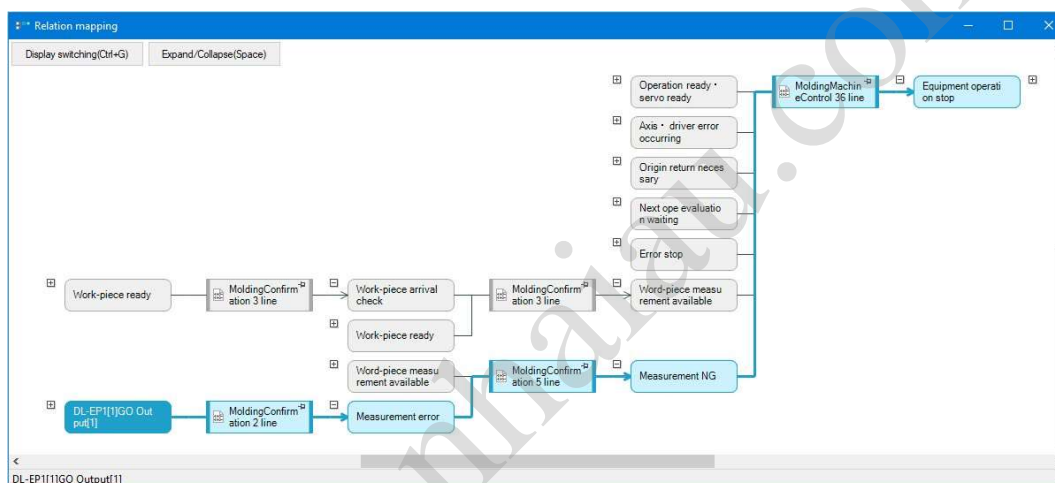 Relation mapping
Display switching(Ctrl+G)
Expand/Collapse(Space)
Operation ready・
servo ready
MoldingMachin
eControl 36 line
Equipment operati
on stop
Axis・ driver error
occurring
Origin return neces
sary
Next ope evaluatio
n waiting
Error stop
Work-piece ready
MoldingConfirm
ation 3 line
Work-piece arrival
check
MoldingConfirm
ation 3 line
Word-piece measu
rement available
Work-piece ready
Word-piece measu
rement available
MoldingConfirm
ation 5 line
Measurement NG
DL-EP1[1]GO Out
put[1]
MoldingConfirm
ation 2 line
Measurement error
DL-EP1[1]GO Output[1]